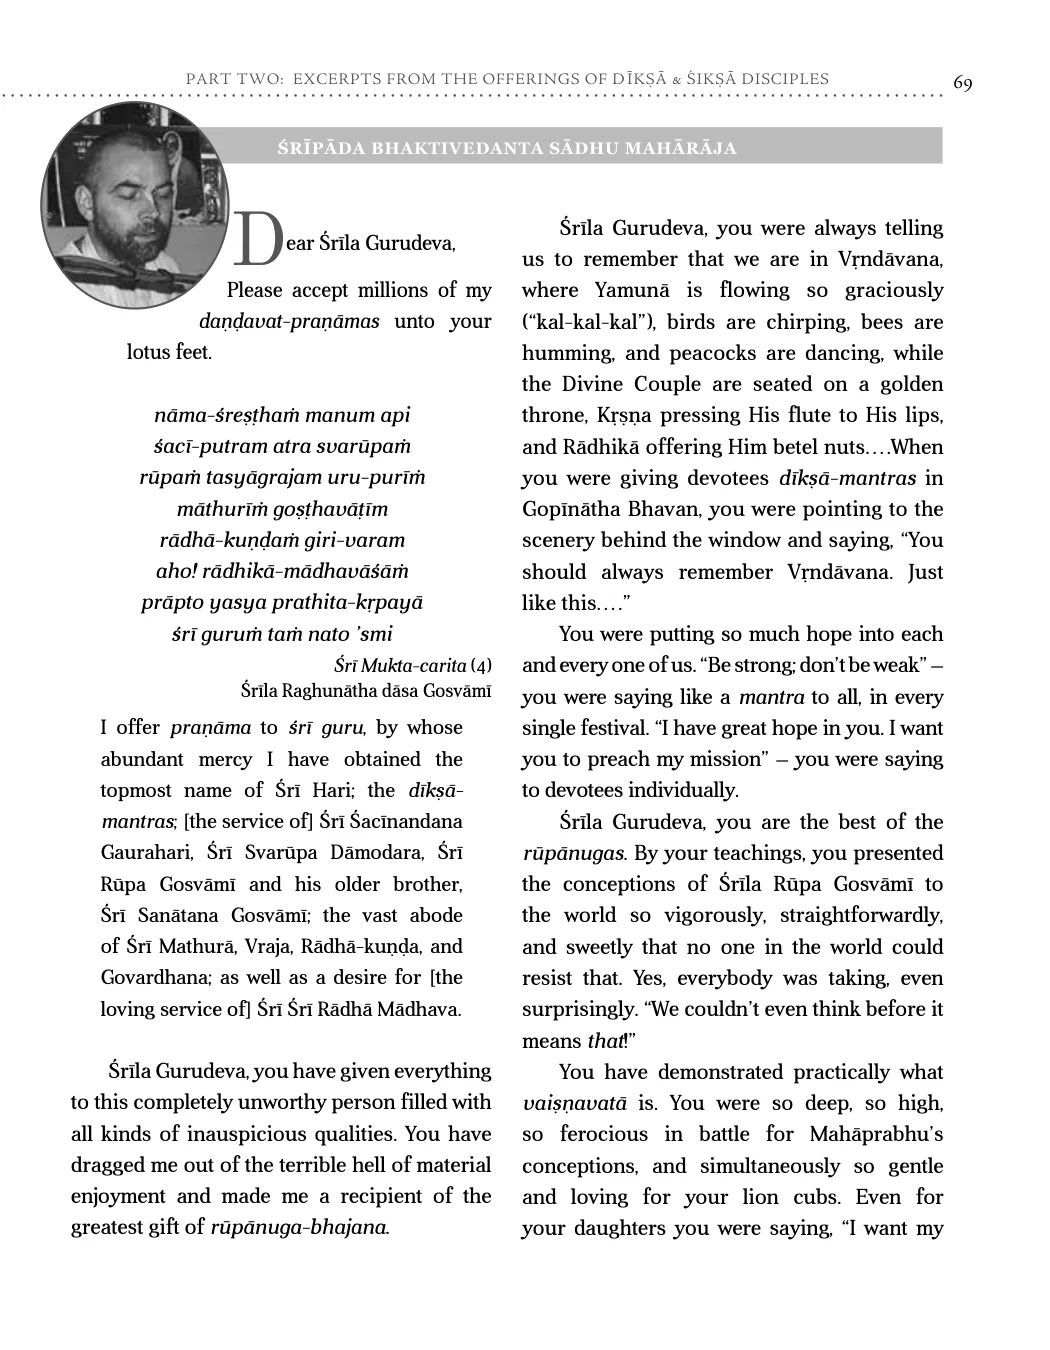 PART TWO: EXCERPTS FROM THE OFFERINGS OF DĪKṢĀ & ŚIKṢĀ DISCIPLES
69
ŚRĪPĀDA BHAKTIVEDANTA SĀDHU MAHĀRĀJA
Dear Śrīla Gurudeva,
Please accept millions of my
daṇḍavat-praṇāmas unto your
lotus feet.
nāma-śreṣṭhaṁ manum api
śacī-putram atra svarūpaṁ
rūpaṁ tasyāgrajam uru-purīṁ
māthurīṁ goṣṭhavāṭīm
rādhā-kuṇḍaṁ giri-varam
aho! rādhikā-mādhavāśāṁ
prāpto yasya prathita-kṛpayā
śrī guruṁ taṁ nato ’smi
Śrī Mukta-carita (4)
Śrīla Raghunātha dāsa Gosvāmī
I offer praṇāma to śrī guru, by whose
abundant mercy I have obtained the
topmost name of Śrī Hari; the dīkṣā-
mantras; [the service of] Śrī Śacīnandana
Gaurahari, Śrī Svarūpa Dāmodara, Śrī
Rūpa Gosvāmī and his older brother,
Śrī Sanātana Gosvāmī; the vast abode
of Śrī Mathurā, Vraja, Rādhā-kuṇḍa, and
Govardhana; as well as a desire for [the
loving service of] Śrī Śrī Rādhā Mādhava.
Śrīla Gurudeva, you have given everything
to this completely unworthy person filled with
all kinds of inauspicious qualities. You have
dragged me out of the terrible hell of material
enjoyment and made me a recipient of the
greatest gift of rūpānuga-bhajana.
Śrīla Gurudeva, you were always telling
us to remember that we are in Vṛndāvana,
where Yamunā is flowing so graciously
(“kal-kal-kal”), birds are chirping, bees are
humming, and peacocks are dancing, while
the Divine Couple are seated on a golden
throne, Kṛṣṇa pressing His flute to His lips,
and Rādhikā offering Him betel nuts….When
you were giving devotees dīkṣā-mantras in
Gopīnātha Bhavan, you were pointing to the
scenery behind the window and saying, “You
should always remember Vṛndāvana. Just
like this….”
You were putting so much hope into each
and every one of us. “Be strong; don’t be weak” –
you were saying like a mantra to all, in every
single festival. “I have great hope in you. I want
you to preach my mission” – you were saying
to devotees individually.
Śrīla Gurudeva, you are the best of the
rūpānugas. By your teachings, you presented
the conceptions of Śrīla Rūpa Gosvāmī to
the world so vigorously, straightforwardly,
and sweetly that no one in the world could
resist that. Yes, everybody was taking, even
surprisingly. “We couldn’t even think before it
means that!”
You have demonstrated practically what
vaiṣṇavatā is. You were so deep, so high,
so ferocious in battle for Mahāprabhu’s
conceptions, and simultaneously so gentle
and loving for your lion cubs. Even for
your daughters you were saying, “I want my